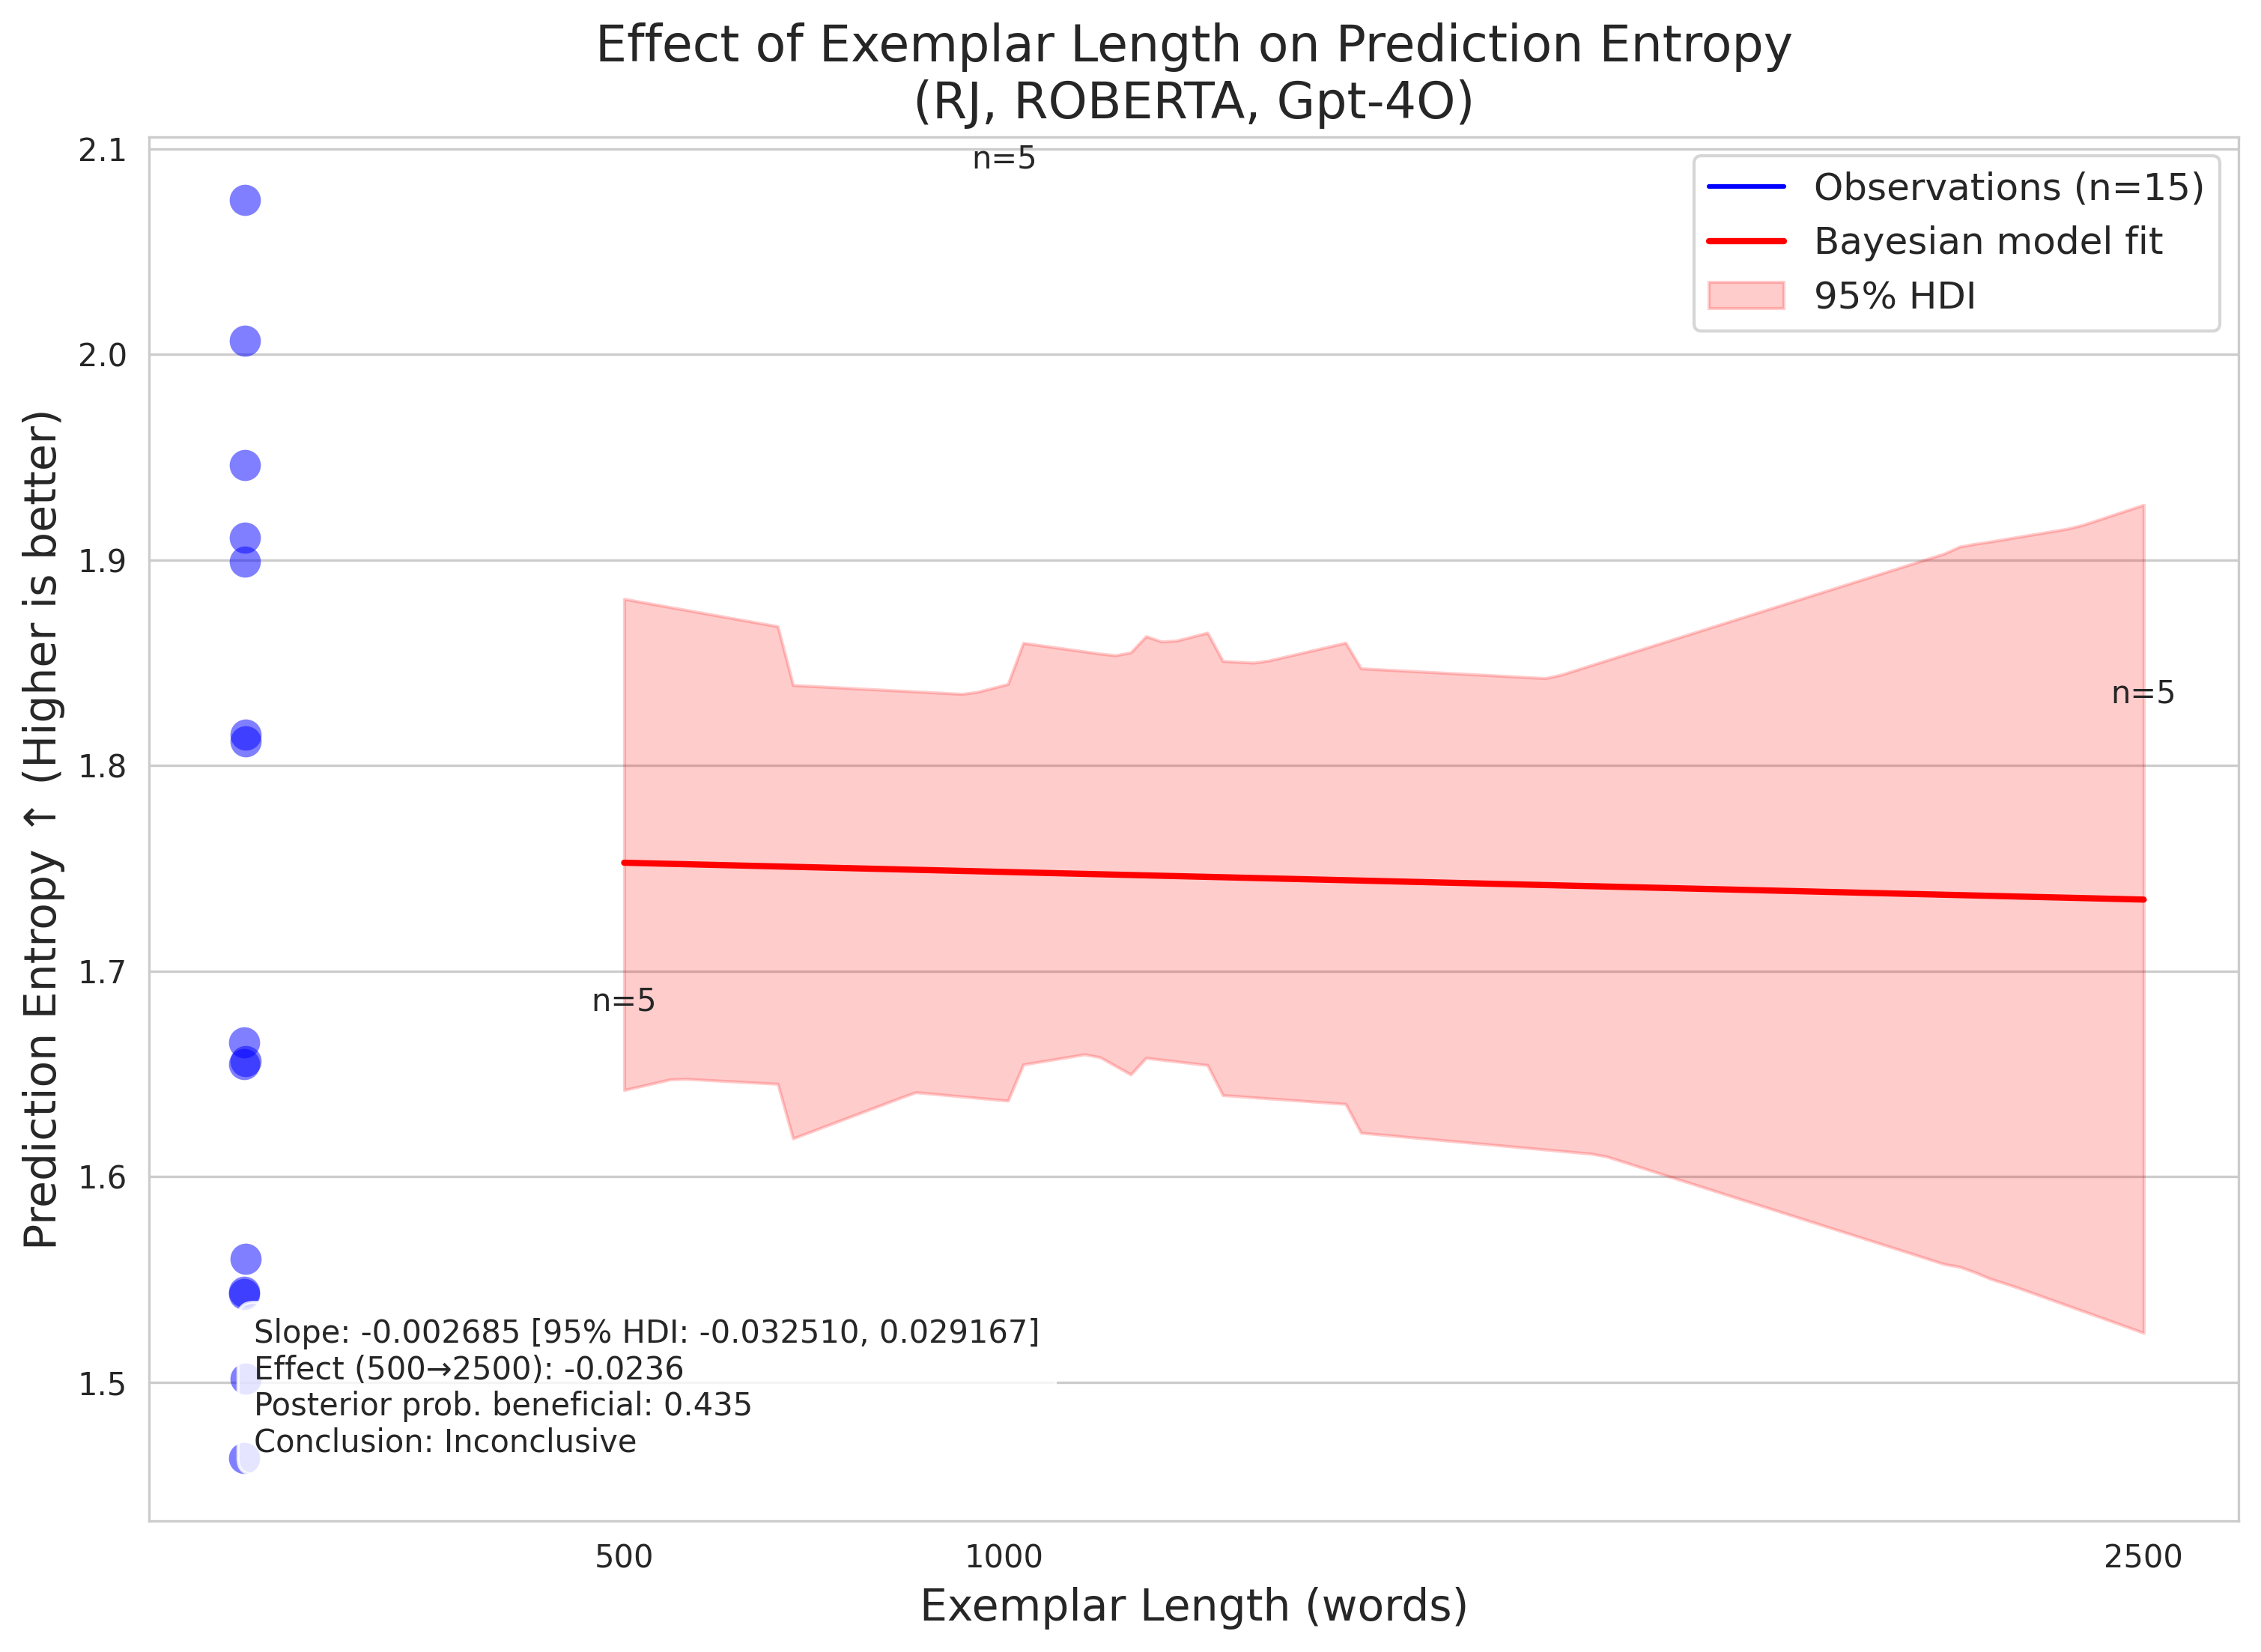 Effect of Exemplar Length on Prediction Entropy
(RJ, ROBERTA, Gpt-4O)
Prediction Entropy ↑ (Higher is better)
2.1
2.0
1.9
1.8
1.7
1.6
1.5
n=5
n=5
n=5
Observations (n=15)
Bayesian model fit
95% HDI
Slope: -0.002685 [95% HDI: -0.032510, 0.029167]
Effect (500→2500): -0.0236
Posterior prob. beneficial: 0.435
Conclusion: Inconclusive
500
1000
2500
Exemplar Length (words)